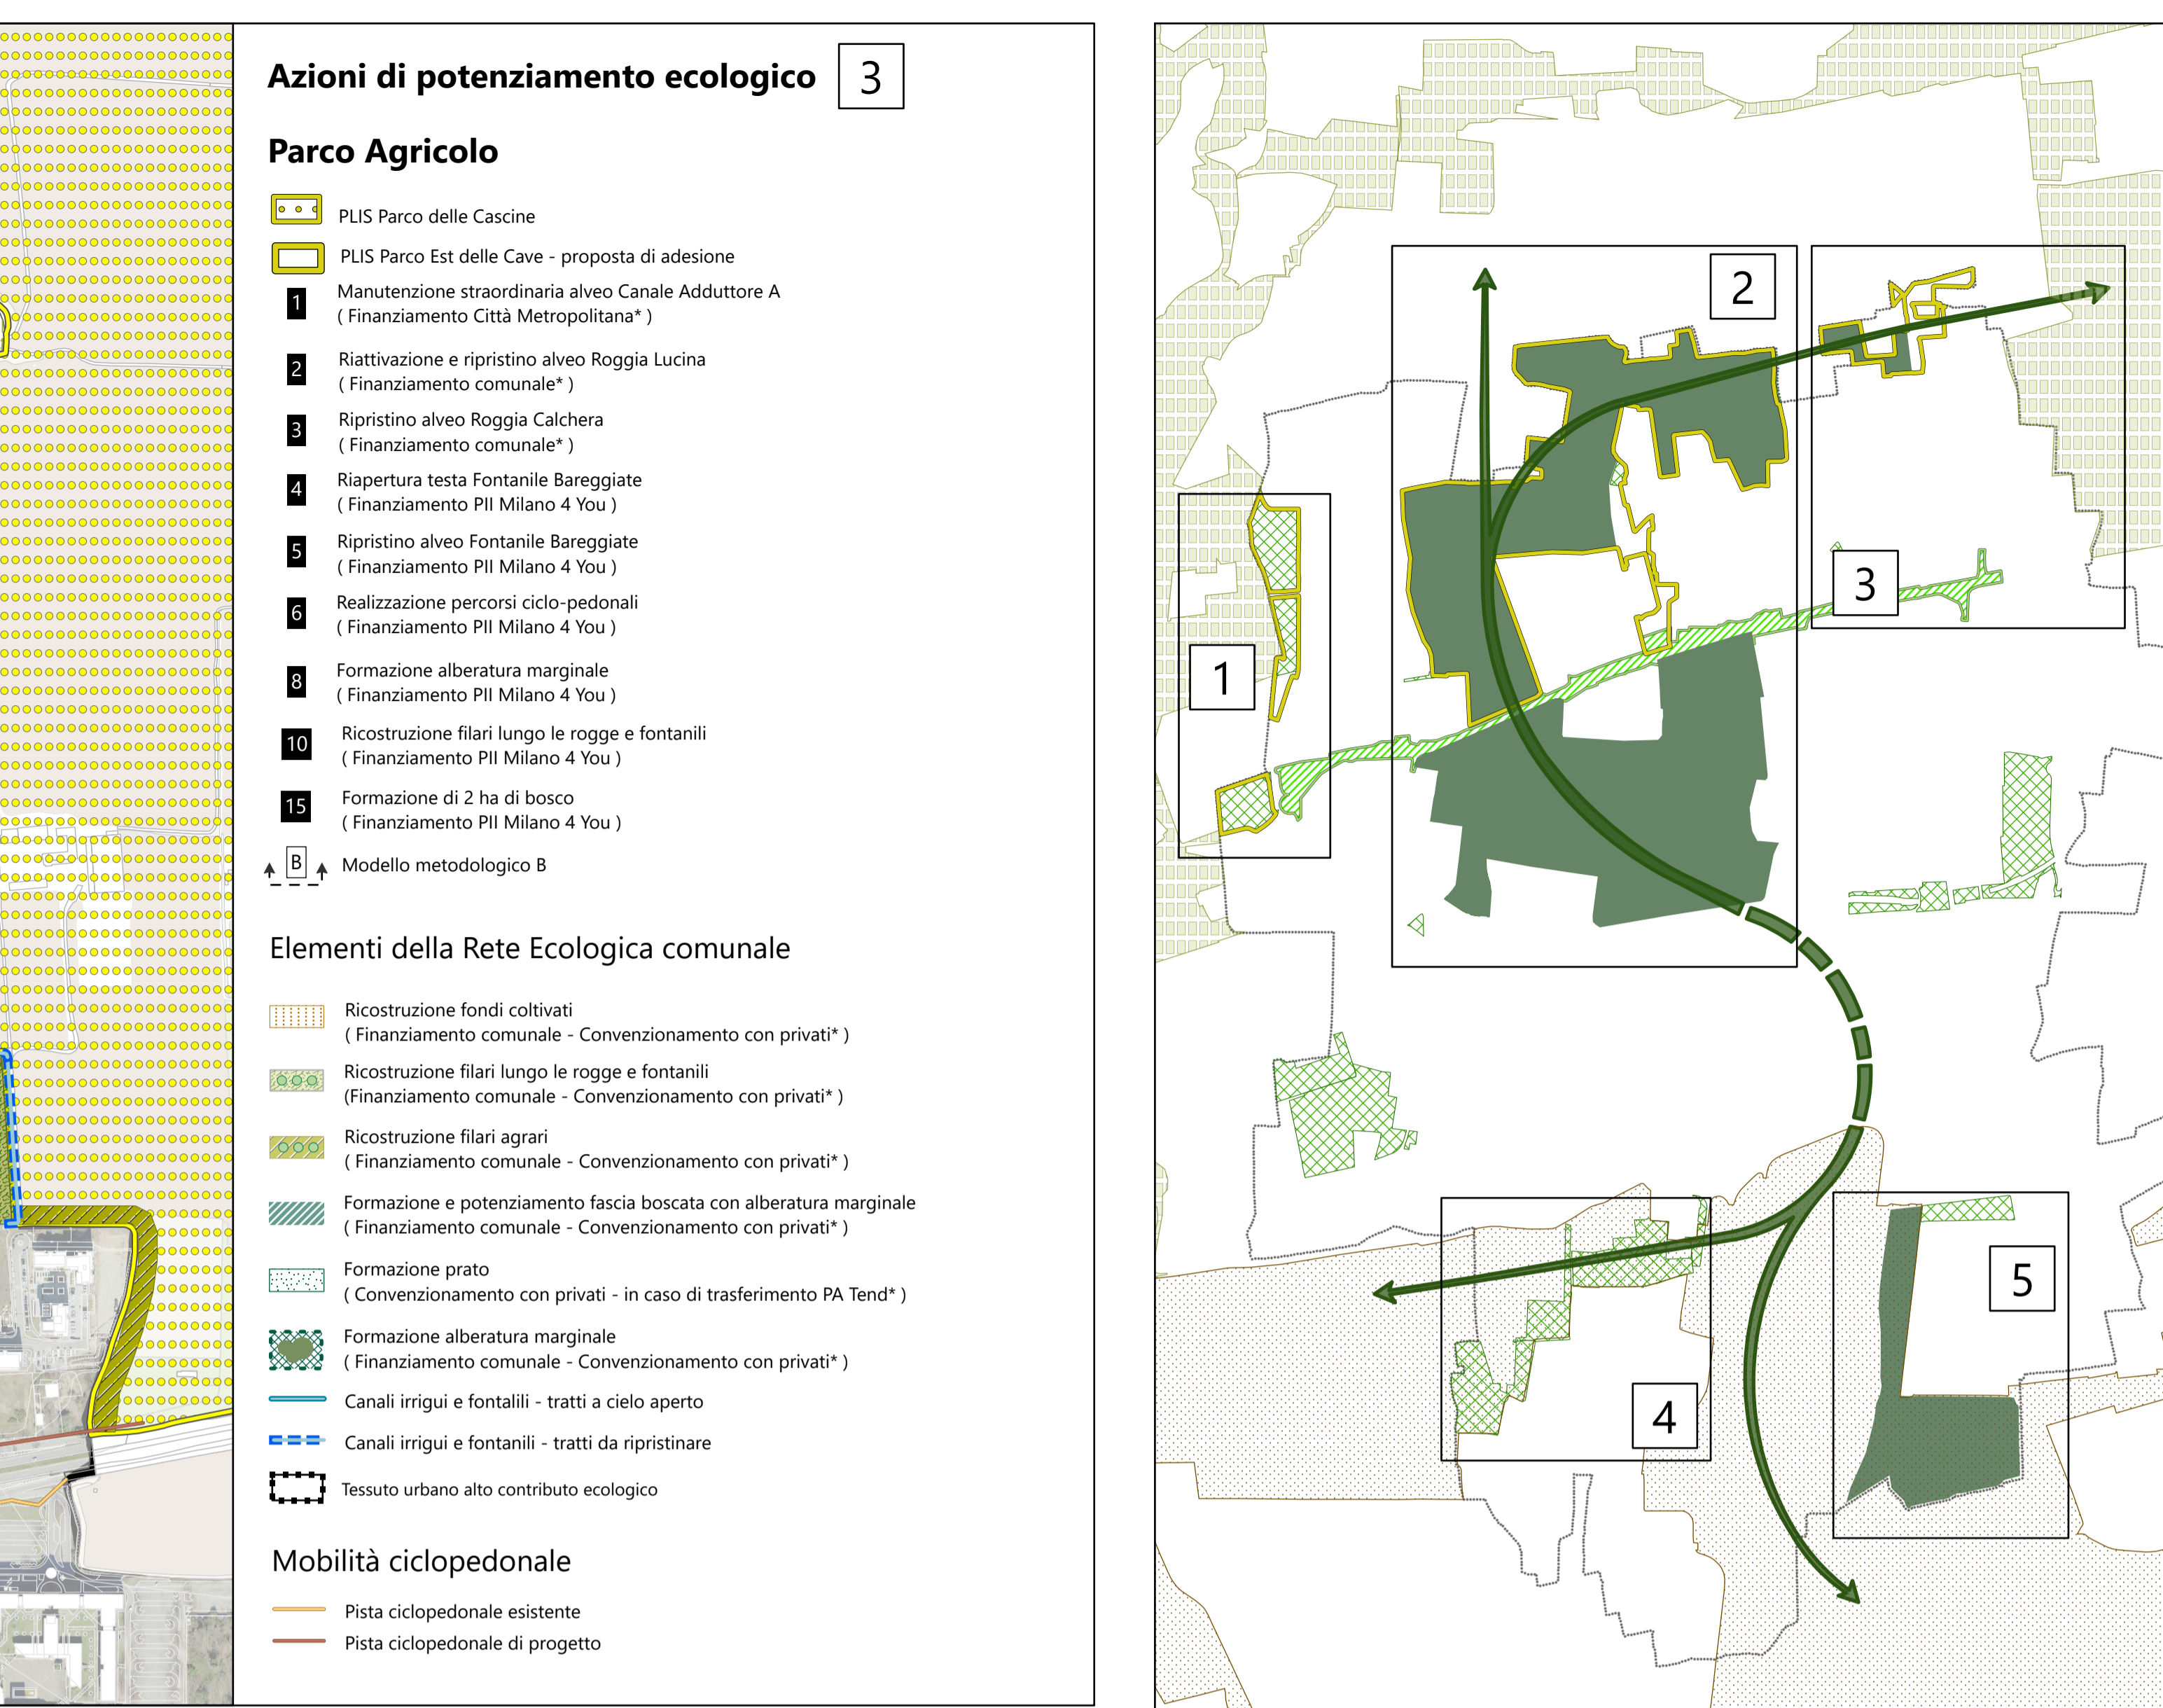 Azioni di potenziamento ecologico 3
Parco Agricolo
PLIS Parco delle Cascine
PLIS Parco Est delle Cave - proposta di adesione
1 Manutenzione straordinaria alveo Canale Adduttore A
( Finanziamento Città Metropolitana* )
2 Riattivazione e ripristino alveo Roggia Lucina
( Finanziamento comunale* )
3 Ripristino alveo Roggia Calchera
( Finanziamento comunale* )
4 Riapertura testa Fontanile Bareggiate
( Finanziamento PII Milano 4 You )
5 Ripristino alveo Fontanile Bareggiate
( Finanziamento PII Milano 4 You )
6 Realizzazione percorsi ciclo-pedonali
( Finanziamento PII Milano 4 You )
8 Formazione alberatura marginale
( Finanziamento PII Milano 4 You )
10 Ricostruzione filari lungo le rogge e fontanili
( Finanziamento PII Milano 4 You )
15 Formazione di 2 ha di bosco
( Finanziamento PII Milano 4 You )
B Modello metodologico B
Elementi della Rete Ecologica comunale
Ricostruzione fondi coltivati
( Finanziamento comunale - Convenzionamento con privati* )
Ricostruzione filari lungo le rogge e fontanili
(Finanziamento comunale - Convenzionamento con privati* )
Ricostruzione filari agrari
( Finanziamento comunale - Convenzionamento con privati* )
Formazione e potenziamento fascia boscata con alberatura marginale
( Finanziamento comunale - Convenzionamento con privati* )
Formazione prato
( Convenzionamento con privati - in caso di trasferimento PA Tend* )
Formazione alberatura marginale
( Finanziamento comunale - Convenzionamento con privati* )
Canali irrigui e fontalili - tratti a cielo aperto
Canali irrigui e fontanili - tratti da ripristinare
Tessuto urbano alto contributo ecologico
Mobilità ciclopedonale
Pista ciclopedonale esistente
Pista ciclopedonale di progetto
2
3
1
5
4